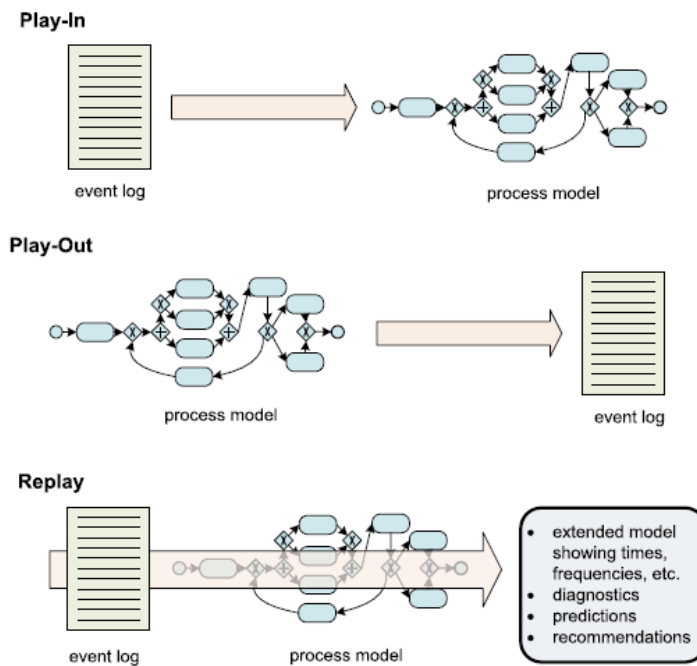 Play-In
event log
process model
Play-Out
process model
event log
Replay
event log
process model
• extended model
showing times,
frequencies, etc.
• diagnostics
• predictions
• recommendations